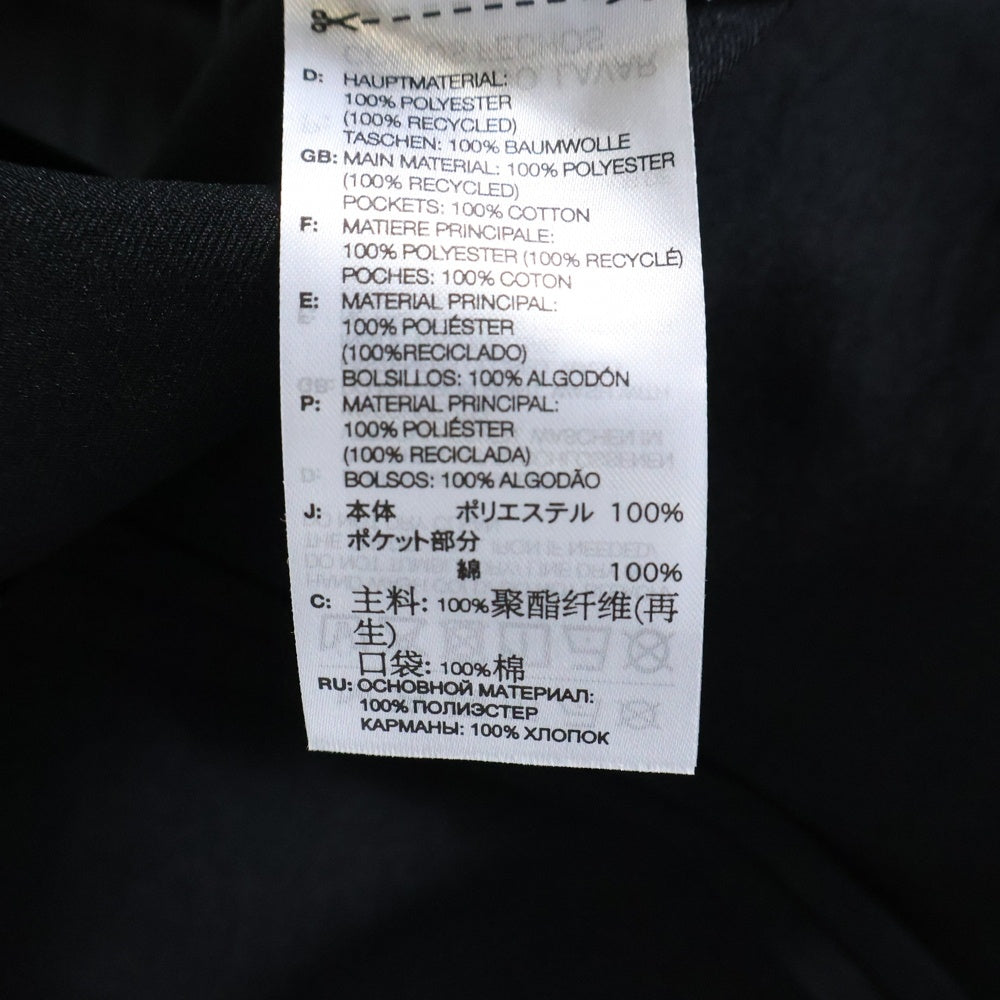 D: HAUPTMATERIAL:
100% POLYESTER
(100% RECYCLED)
TASCHEN: 100% BAUMWOLLE
GB: MAIN MATERIAL: 100% POLYESTER
(100% RECYCLED)
POCKETS: 100% COTTON
F: MATIERE PRINCIPALE:
100% POLYESTER (100% RECYCLÉ)
POCHES: 100% COTON
E: MATERIAL PRINCIPAL:
100% POLIÉSTER
(100%RECICLADO)
BOLSILLOS: 100% ALGODÓN
P: MATERIAL PRINCIPAL:
100% POLIÉSTER
(100% RECICLADA)
BOLSOS: 100% ALGODÃO
J: 本体 ポリエステル 100%
ポケット部分
綿 100%
C: 主料: 100%聚酯纤维(再
生)
口袋: 100%棉
RU: ОСНОВНОЙ МАТЕРИАЛ:
100% ПОЛИЭСТЕР
КАРМАНЫ: 100% ХЛОПОК